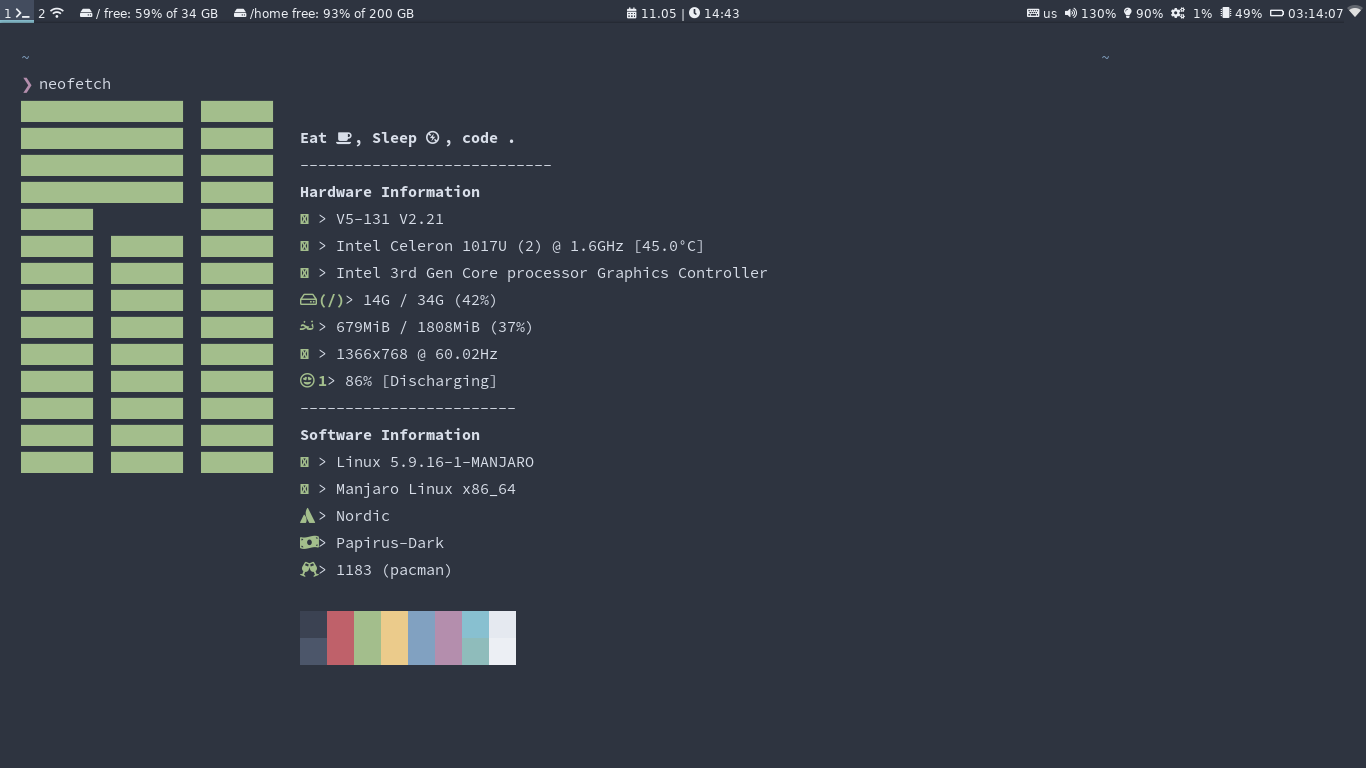 1 2 / free: 59% of 34 GB /home free: 93% of 200 GB 11.05 | 14:43 us 130% 90% 1% 49% 03:14:07
~ ~
❯ neofetch
Eat , Sleep , code .
----------------------------
Hardware Information
> V5-131 V2.21
> Intel Celeron 1017U (2) @ 1.6GHz [45.0°C]
> Intel 3rd Gen Core processor Graphics Controller
(/)> 14G / 34G (42%)
> 679MiB / 1808MiB (37%)
> 1366x768 @ 60.02Hz
1> 86% [Discharging]
------------------------
Software Information
> Linux 5.9.16-1-MANJARO
> Manjaro Linux x86_64
> Nordic
> Papirus-Dark
> 1183 (pacman)